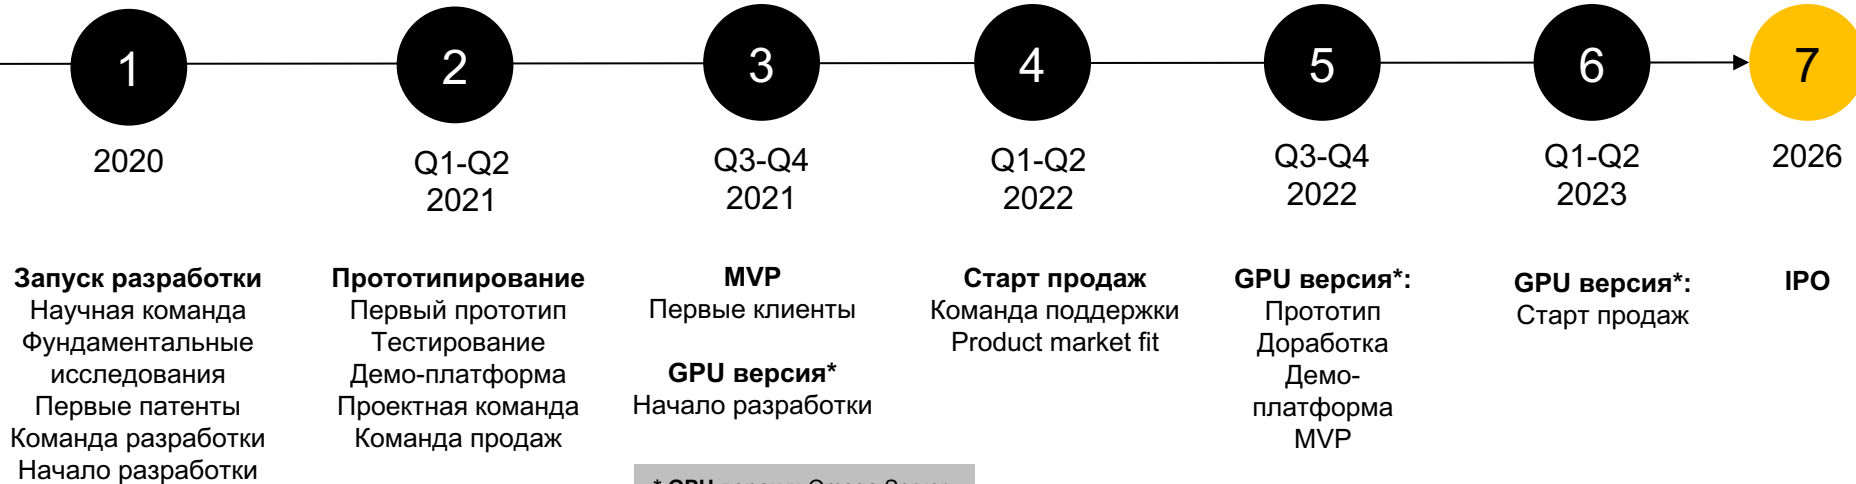 1
2020
Запуск разработки
Научная команда
Фундаментальные
исследования
Первые патенты
Команда разработки
Начало разработки
2
Q1-Q2
2021
Прототипирование
Первый прототип
Тестирование
Демо-платформа
Проектная команда
Команда продаж
3
Q3-Q4
2021
MVP
Первые клиенты
GPU версия*
Начало разработки
4
Q1-Q2
2022
Старт продаж
Команда поддержки
Product market fit
5
Q3-Q4
2022
GPU версия*:
Прототип
Доработка
Демо-
платформа
MVP
6
Q1-Q2
2023
GPU версия*:
Старт продаж
7
2026
IPO
* GPU